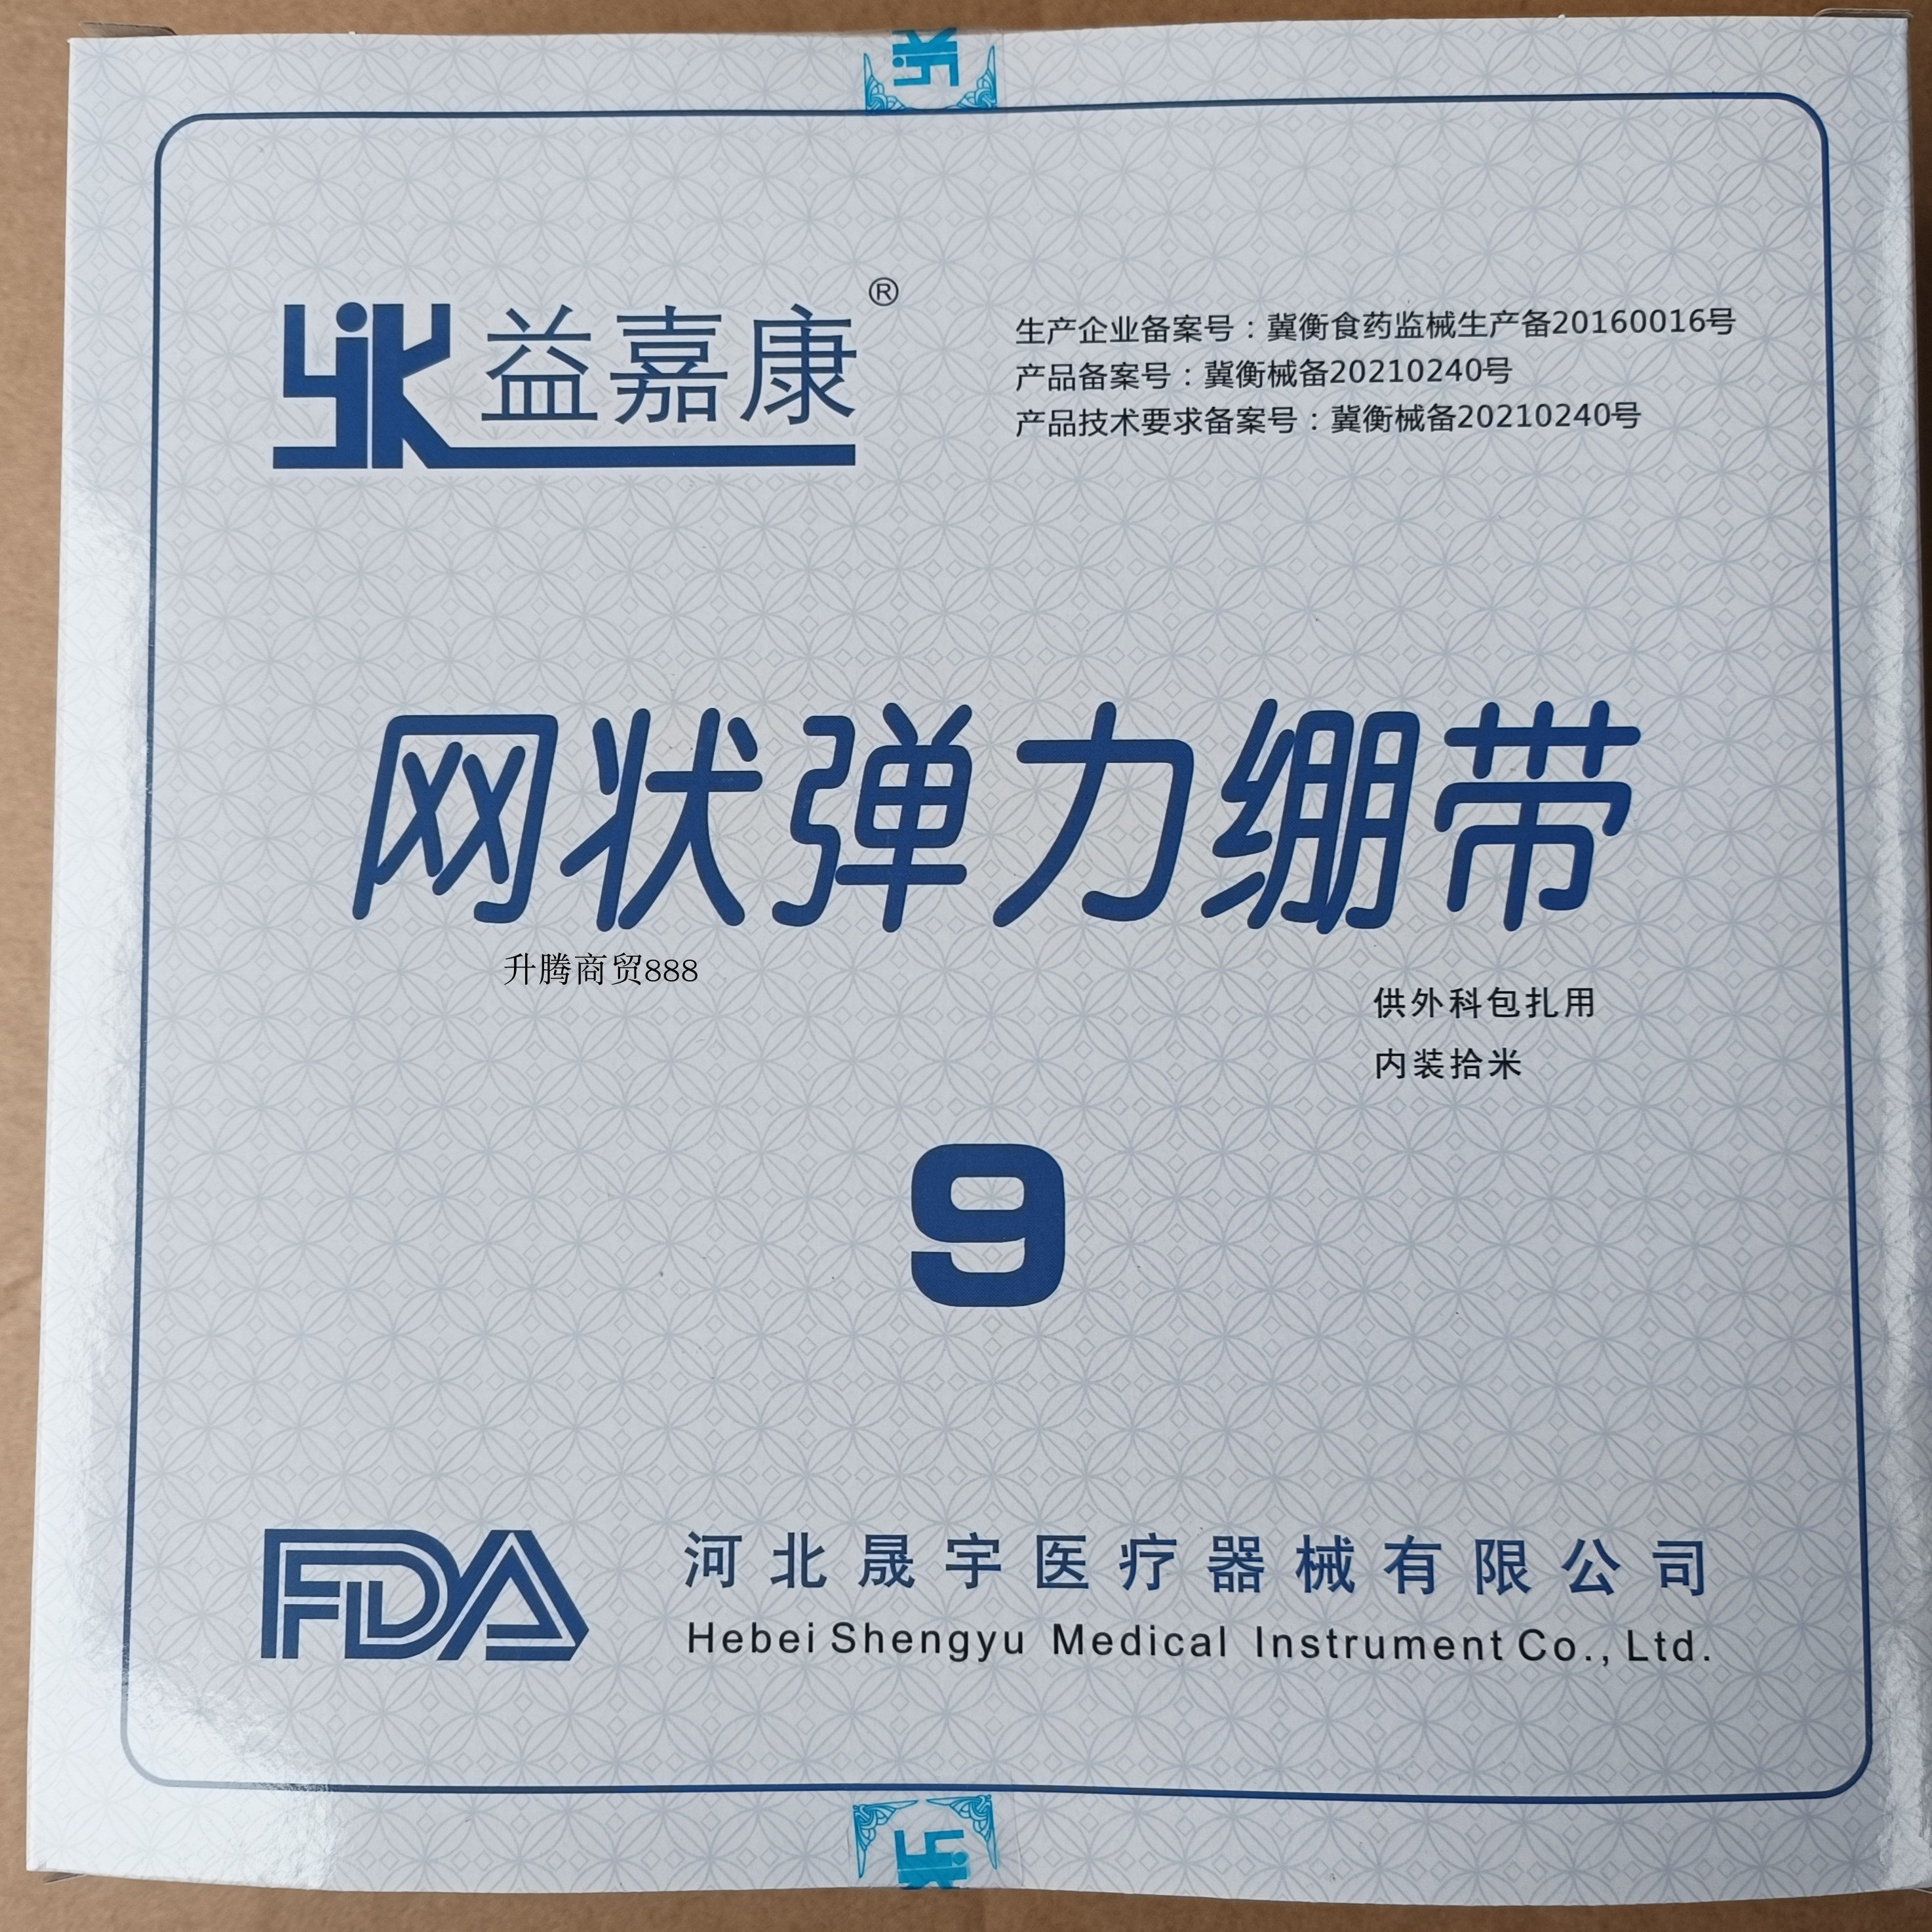 yjk
yjk 益嘉康®
生产企业备案号：冀衡食药监械生产备20160016号
产品备案号：冀衡械备20210240号
产品技术要求备案号：冀衡械备20210240号
网状弹力绷带
升腾商贸888
供外科包扎用
内装拾米
9
FDA
河北晟宇医疗器械有限公司
Hebei Shengyu Medical Instrument Co., Ltd.